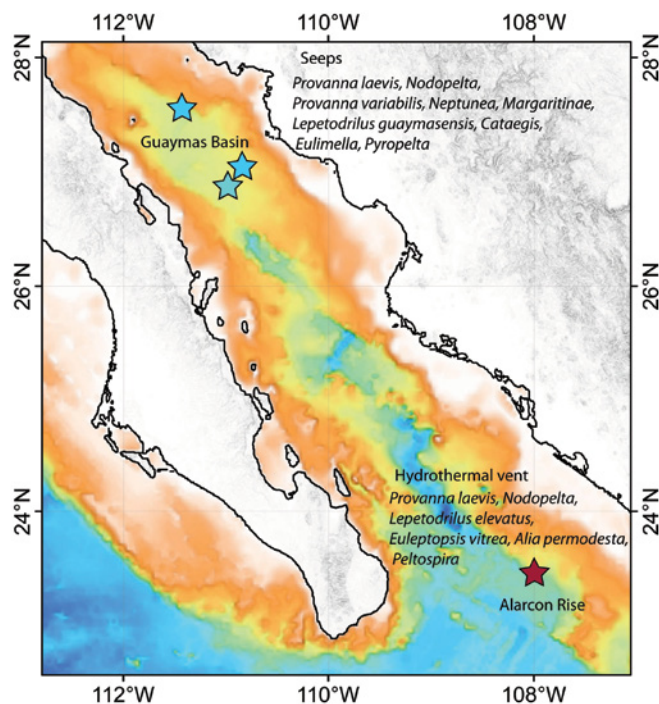 112°W 110°W 108°W
28°N 28°N
Seeps
Provanna laevis, Nodopelta,
Provanna variabilis, Neptunea, Margaritinae,
Lepetodrilus guaymasensis, Cataegis,
Eulimella, Pyropelta
Guaymas Basin
26°N 26°N
Hydrothermal vent
Provanna laevis, Nodopelta,
Lepetodrilus elevatus,
Euleptopsis vitrea, Alia permodesta,
Peltospira
24°N 24°N
Alarcon Rise
112°W 110°W 108°W